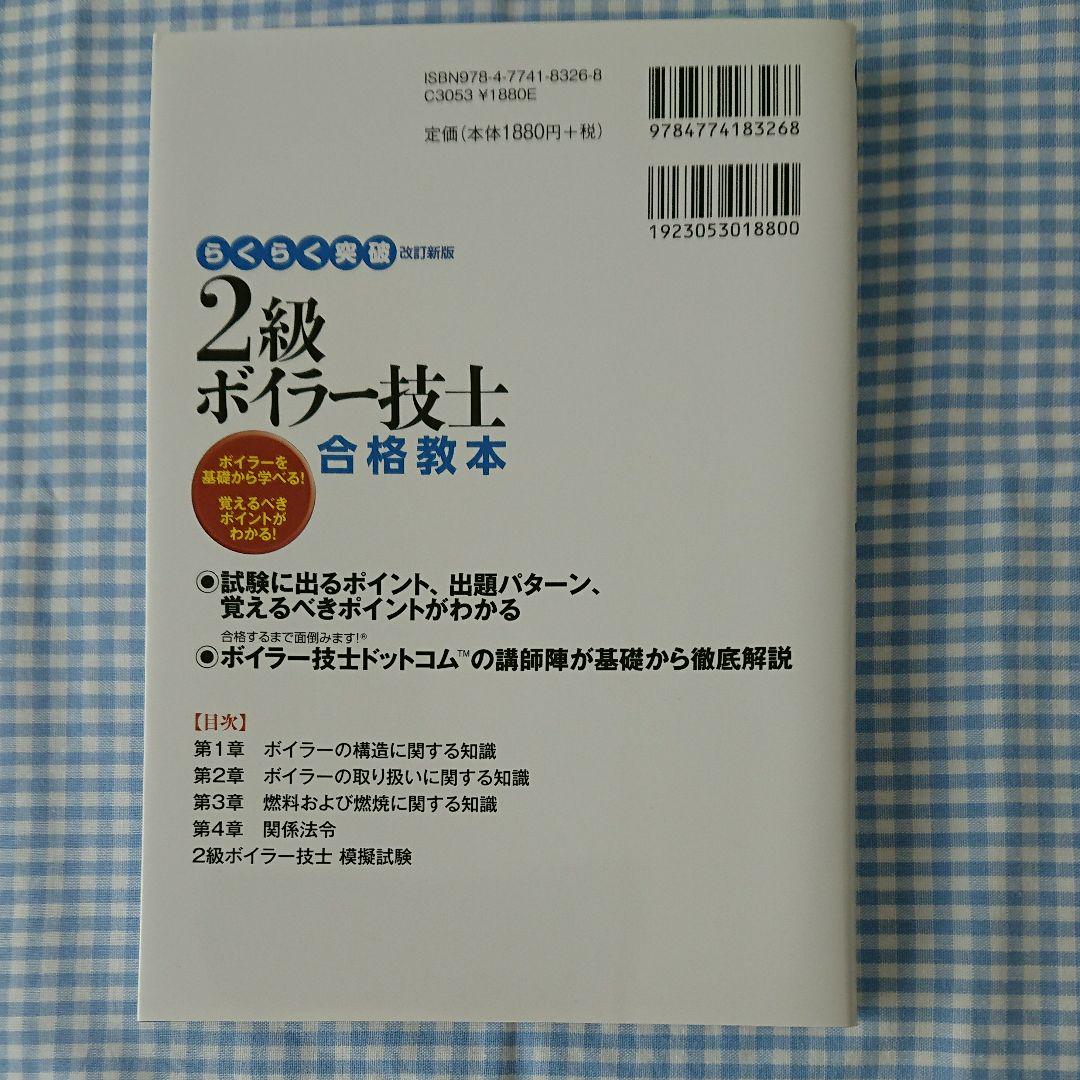 ISBN978-4-7741-8326-8
C3053 ¥1880E
定価(本体1880円+税)
9784774183268
1923053018800
らくらく突破 改訂新版
2級
ボイラー技士
合格教本
ボイラーを
基礎から学べる!
覚えるべき
ポイントが
わかる!
◉試験に出るポイント、出題パターン、
覚えるべきポイントがわかる
合格するまで面倒みます!®
◉ボイラー技士ドットコム™の講師陣が基礎から徹底解説
【目次】
第1章 ボイラーの構造に関する知識
第2章 ボイラーの取り扱いに関する知識
第3章 燃料および燃焼に関する知識
第4章 関係法令
2級ボイラー技士 模擬試験